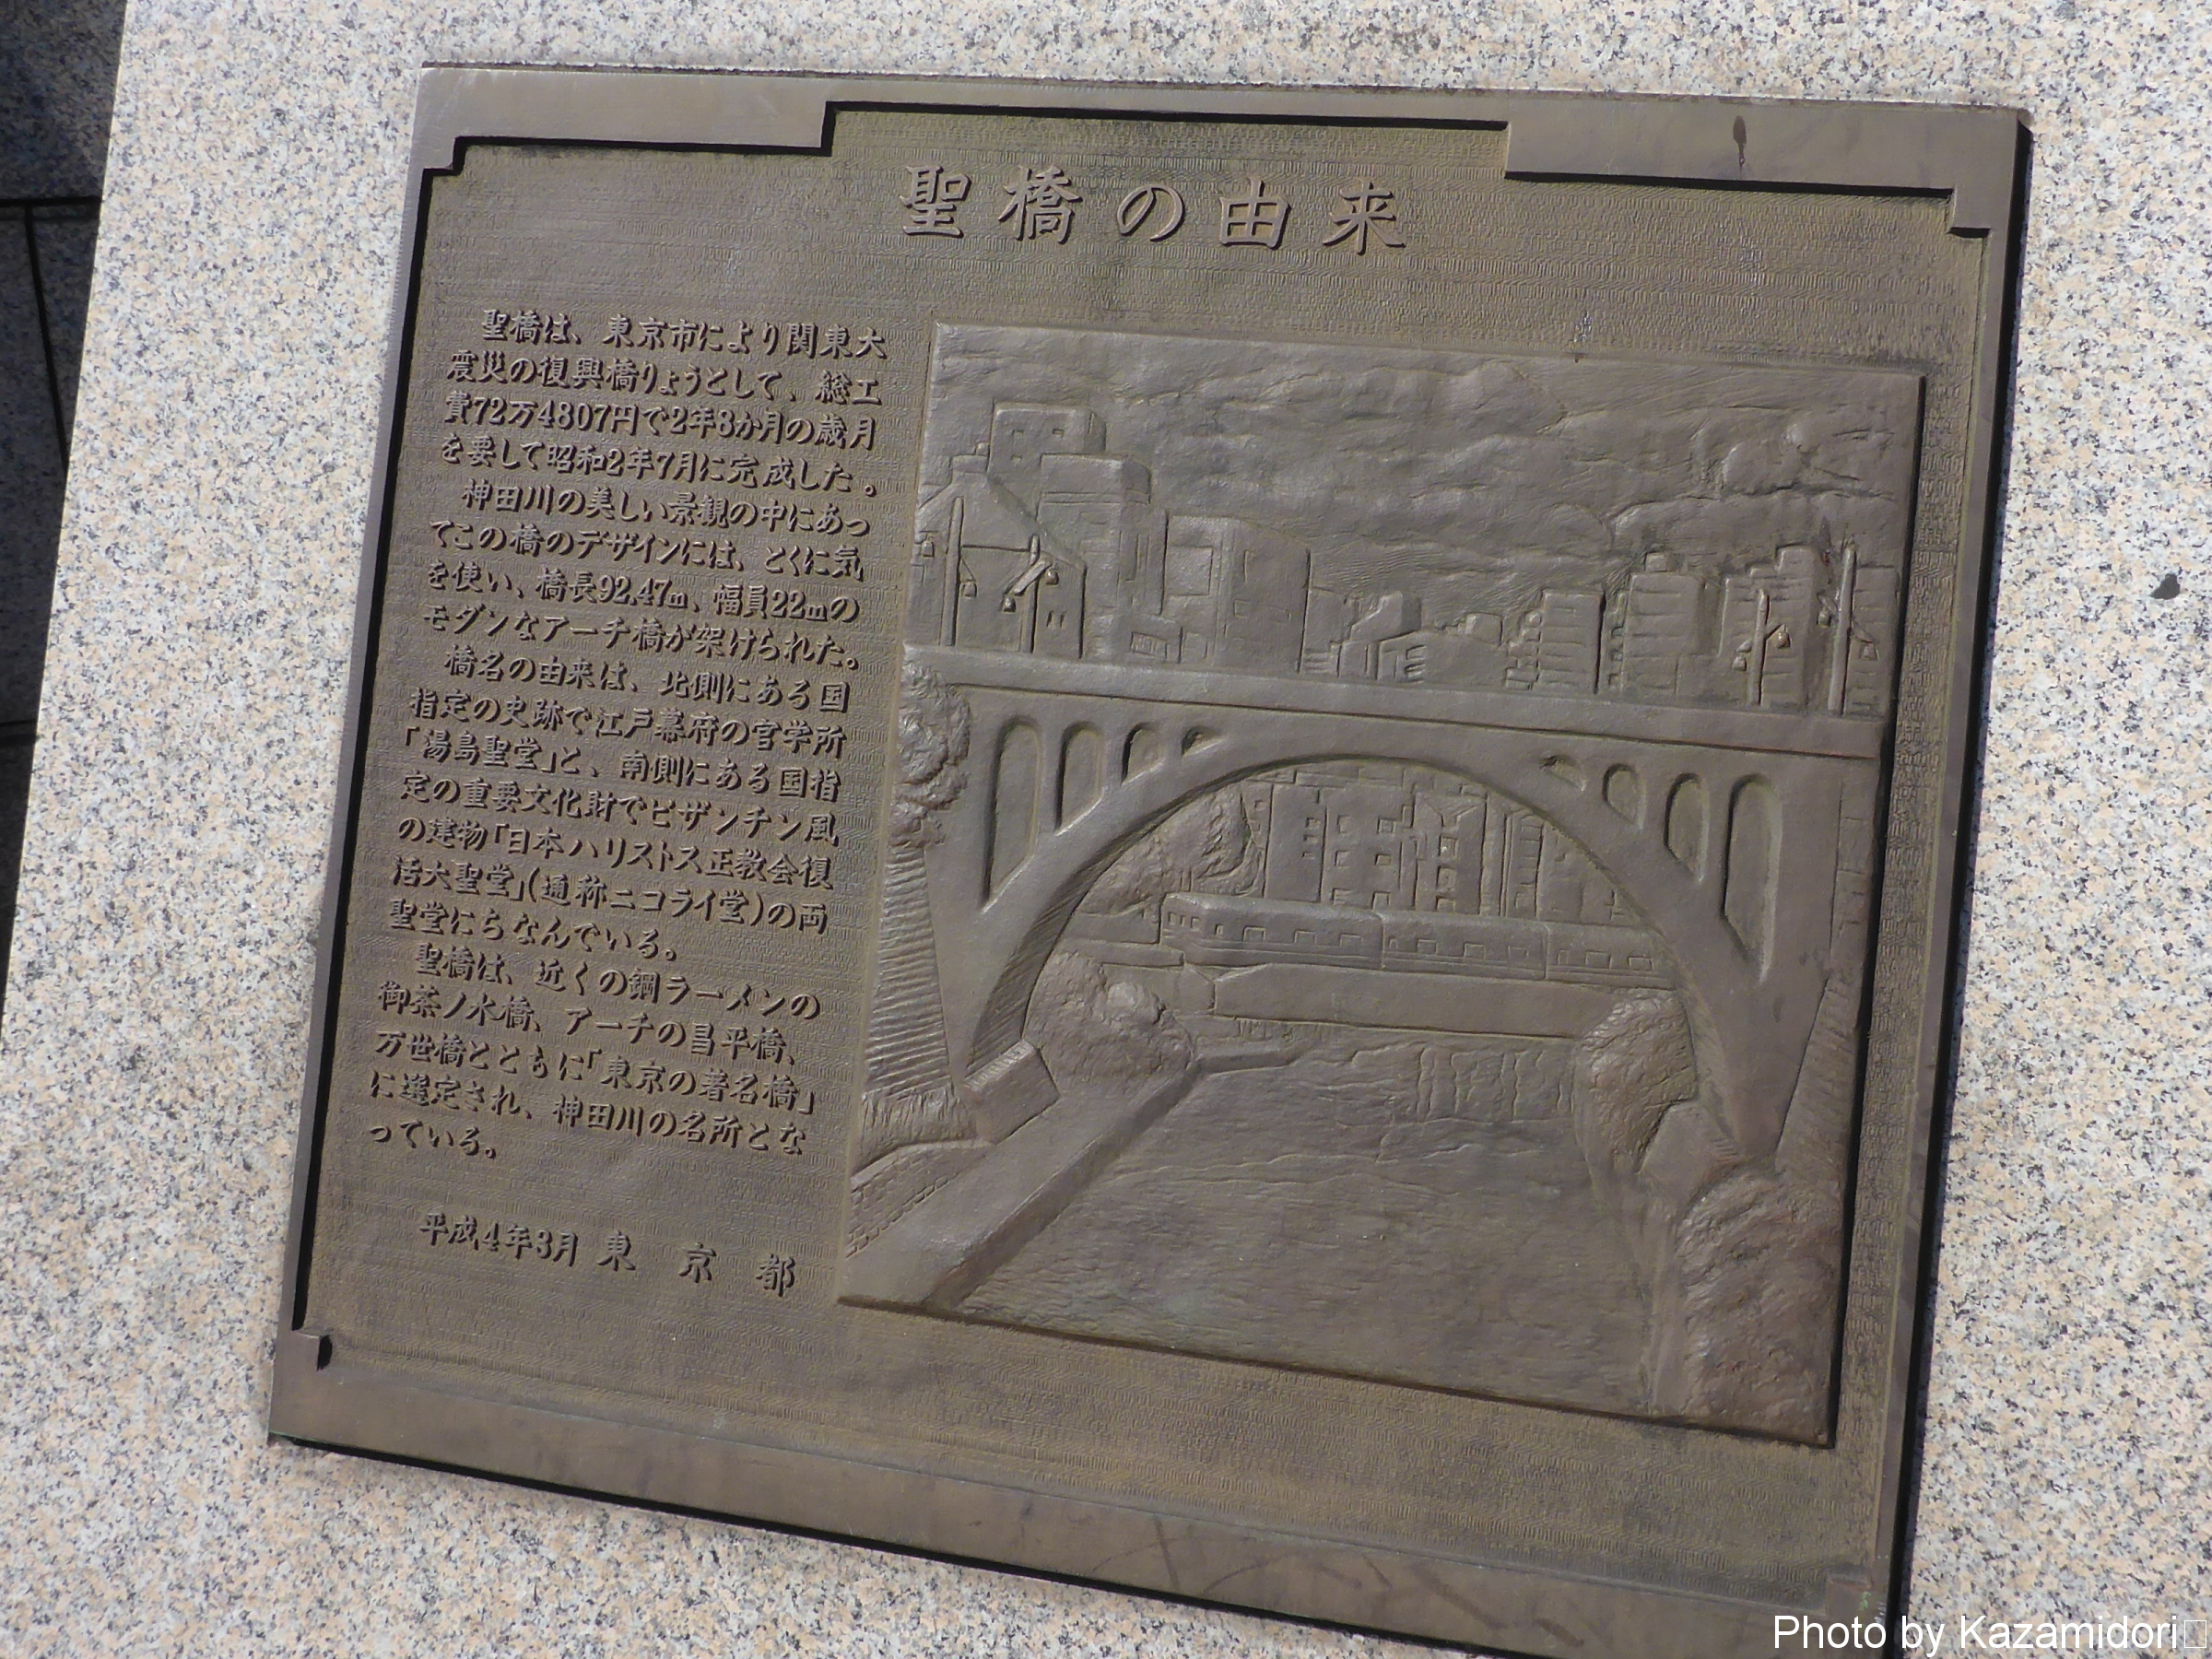 聖橋の由来
聖橋は、東京市により関東大
震災の復興橋りょうとして、総工
費72万4807円で2年8か月の歳月
を要して昭和2年7月に完成した。
神田川の美しい景観の中にあっ
てこの橋のデザインには、とくに気
を使い、橋長92.47m、幅員22mの
モダンなアーチ橋が架けられた。
橋名の由来は、北側にある国
指定の史跡で江戸幕府の官学所
「湯島聖堂」と、南側にある国指
定の重要文化財でビザンチン風
の建物「日本ハリストス正教会復
活大聖堂」(通称ニコライ堂)の両
聖堂にちなんでいる。
聖橋は、近くの鋼ラーメンの
御茶ノ水橋、アーチの昌平橋、
万世橋とともに「東京の著名橋」
に選定され、神田川の名所とな
っている。
平成4年3月 東 京 都
Photo by Kazamidori